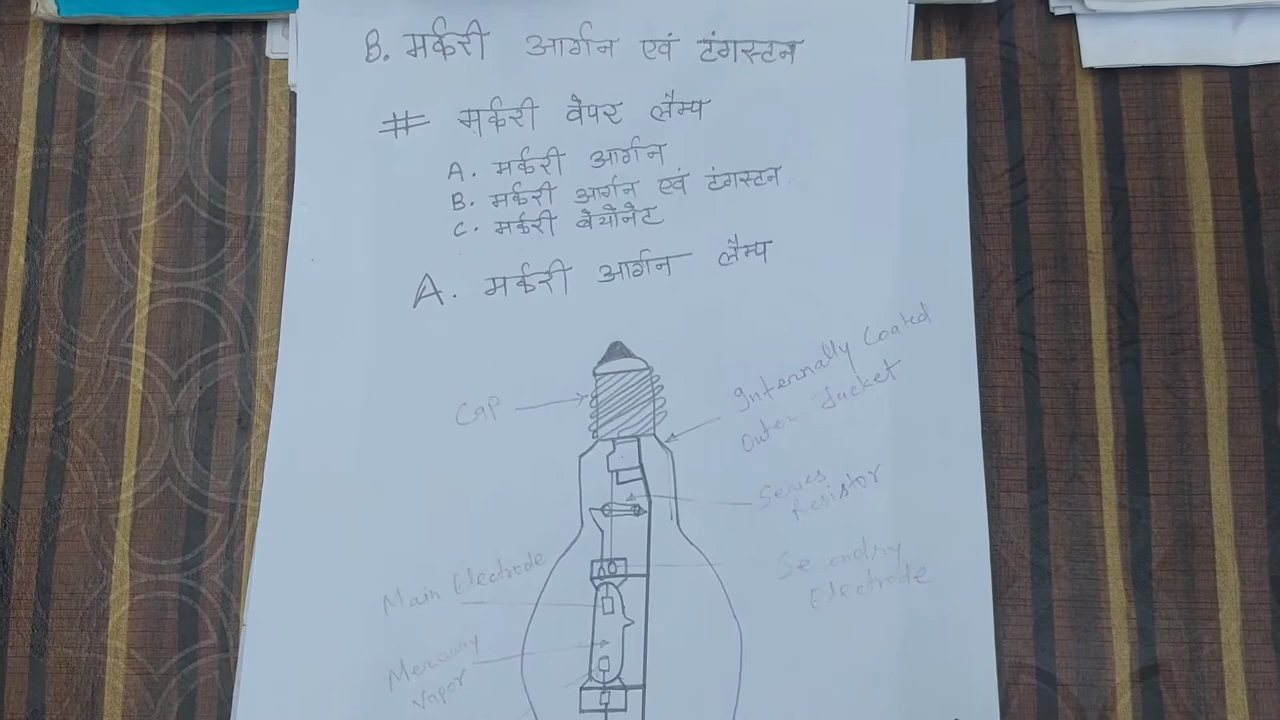 B. मर्करी आर्गन एवं टंगस्टन
# मर्करी वेपर लैम्प
A. मर्करी आर्गन
B. मर्करी आर्गन एवं टंगस्टन
C. मर्करी बेयोनेट
A. मर्करी आर्गन लैम्प
Cap
Internally Coated
Outer Jacket
Series
Resistor
Main Electrode
Secondry
Electrode
Mercury
Vapor